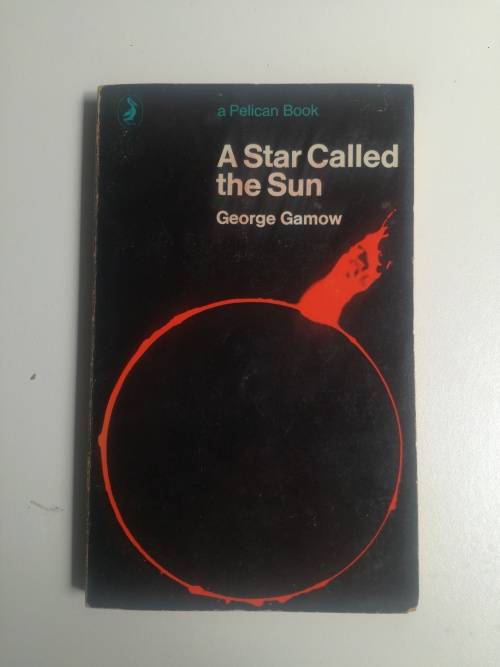 a Pelican Book
A Star Called
the Sun
George Gamow